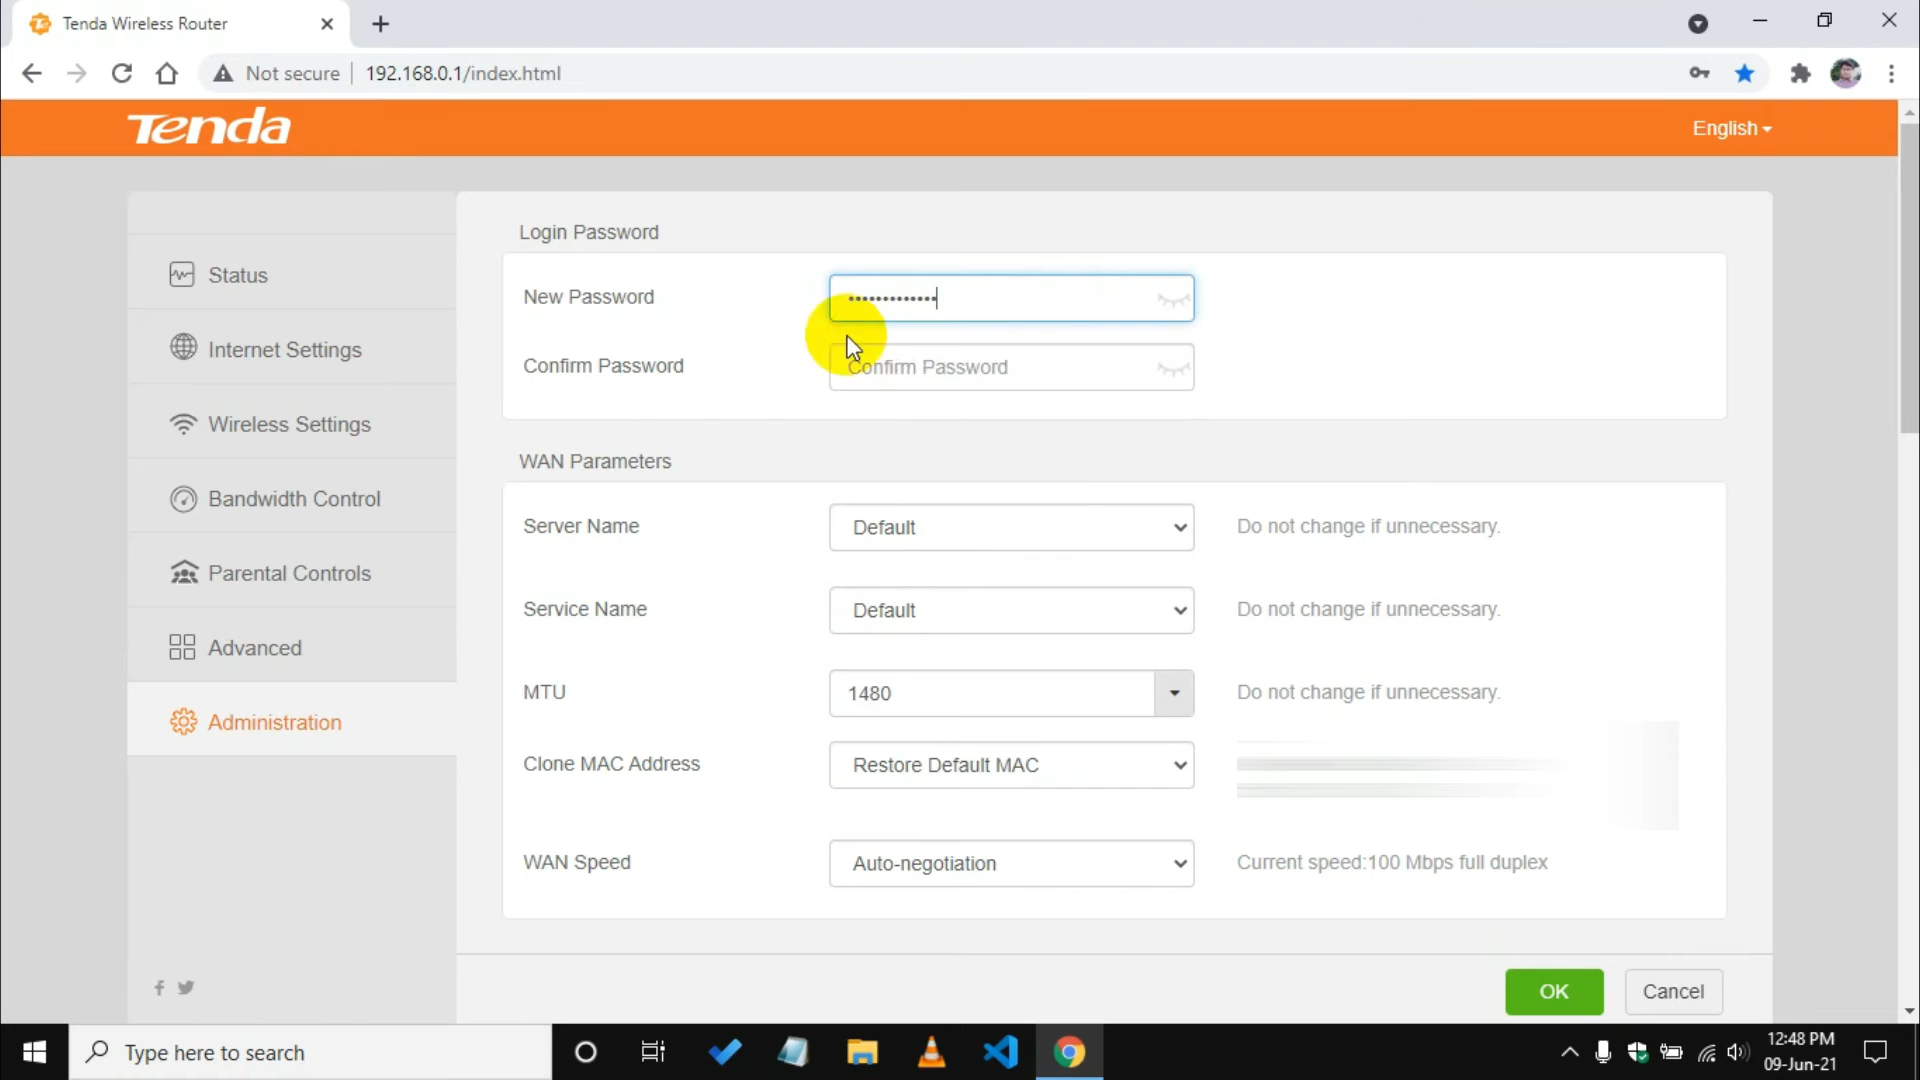 Tenda Wireless Router
Not secure 192.168.0.1/index.html
Tenda
English
Status
Internet Settings
Wireless Settings
Bandwidth Control
Parental Controls
Advanced
Administration
Login Password
New Password •••••••••••••
Confirm Password Confirm Password
WAN Parameters
Server Name Default Do not change if unnecessary.
Service Name Default Do not change if unnecessary.
MTU 1480 Do not change if unnecessary.
Clone MAC Address Restore Default MAC
WAN Speed Auto-negotiation Current speed:100 Mbps full duplex
OK Cancel
Type here to search
12:48 PM
09-Jun-21